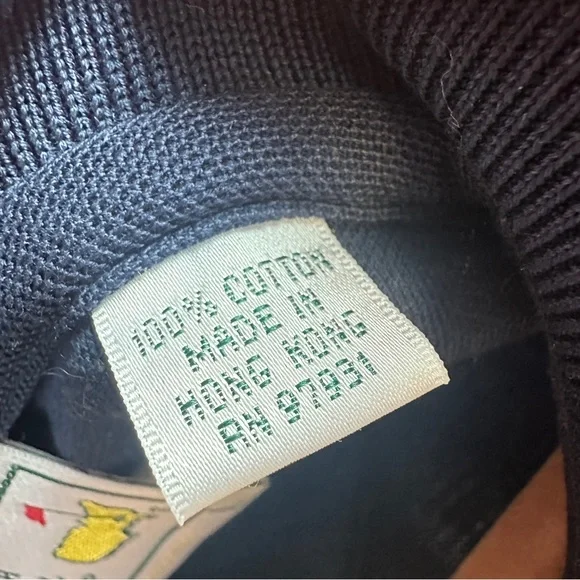 100% COTTON
MADE IN
HONG KONG
RN 97931